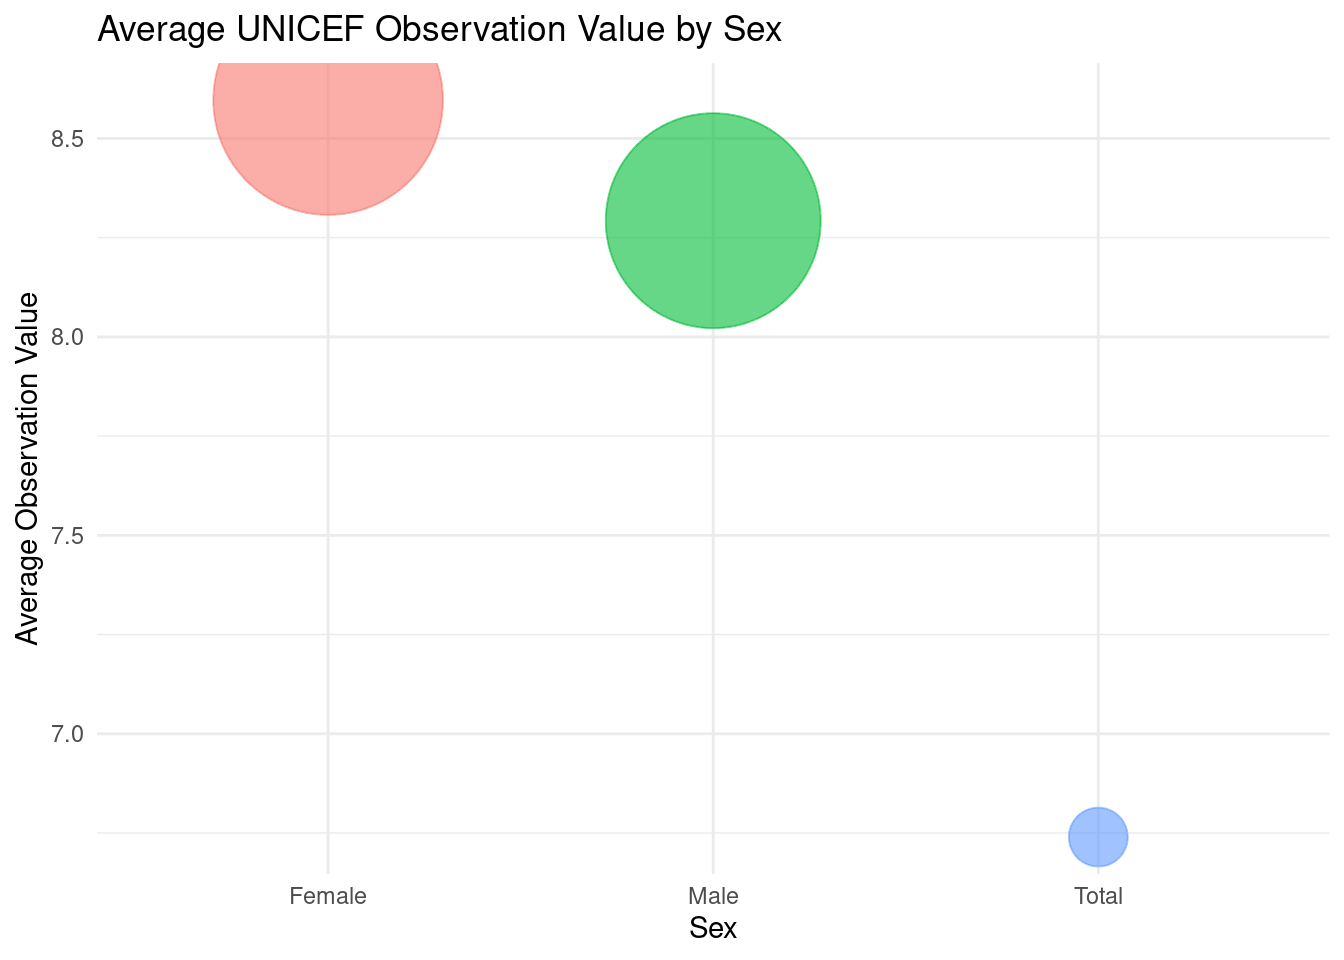 Average UNICEF Observation Value by Sex
Average Observation Value
8.5
8.0
7.5
7.0
Female
Male
Total
Sex